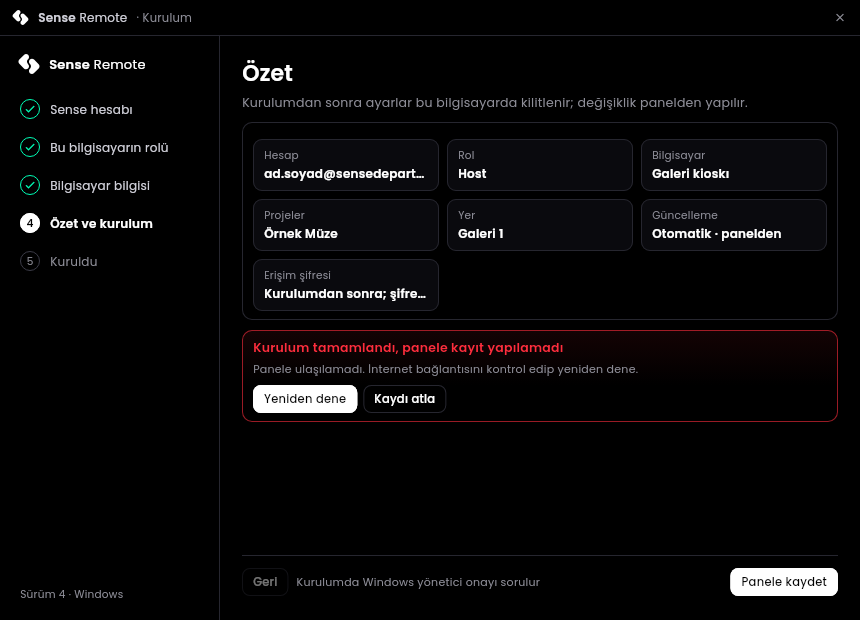 Sense Remote · Kurulum
Sense Remote
Sense hesabı
Bu bilgisayarın rolü
Bilgisayar bilgisi
4 Özet ve kurulum
5 Kuruldu
Sürüm 4 · Windows
Özet
Kurulumdan sonra ayarlar bu bilgisayarda kilitlenir; değişiklik panelden yapılır.
Hesap
ad.soyad@sensedepart...
Rol
Host
Bilgisayar
Galeri kioskı
Projeler
Örnek Müze
Yer
Galeri 1
Güncelleme
Otomatik · panelden
Erişim şifresi
Kurulumdan sonra; şifre...
Kurulum tamamlandı, panele kayıt yapılamadı
Panele ulaşılamadı. İnternet bağlantısını kontrol edip yeniden dene.
Yeniden dene
Kaydı atla
Geri
Kurulumda Windows yönetici onayı sorulur
Panele kaydet